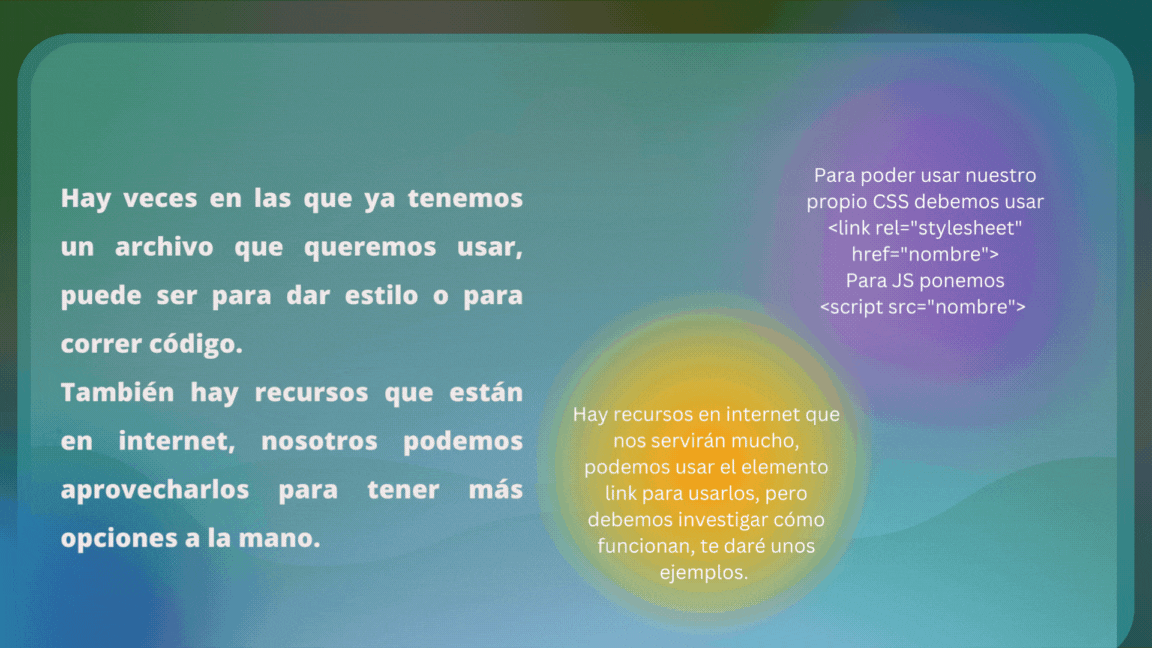 Hay veces en las que ya tenemos
un archivo que queremos usar,
puede ser para dar estilo o para
correr código.
También hay recursos que están
en internet, nosotros podemos
aprovecharlos para tener más
opciones a la mano.
Para poder usar nuestro
propio CSS debemos usar
<link rel="stylesheet"
href="nombre">
Para JS ponemos
<script src="nombre">
Hay recursos en internet que
nos servirán mucho,
podemos usar el elemento
link para usarlos, pero
debemos investigar cómo
funcionan, te daré unos
ejemplos.